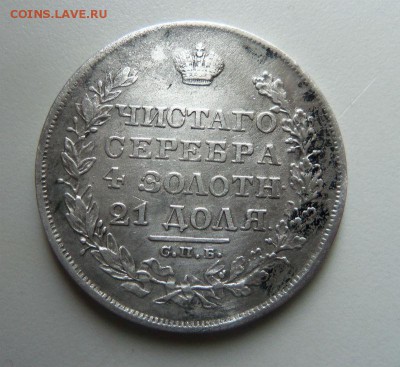 COINS.LAVE.RU
ЧИСТАГО
СЕРЕБРА
4 ЗОЛОТН
21 ДОЛЯ.
С.П.Б.